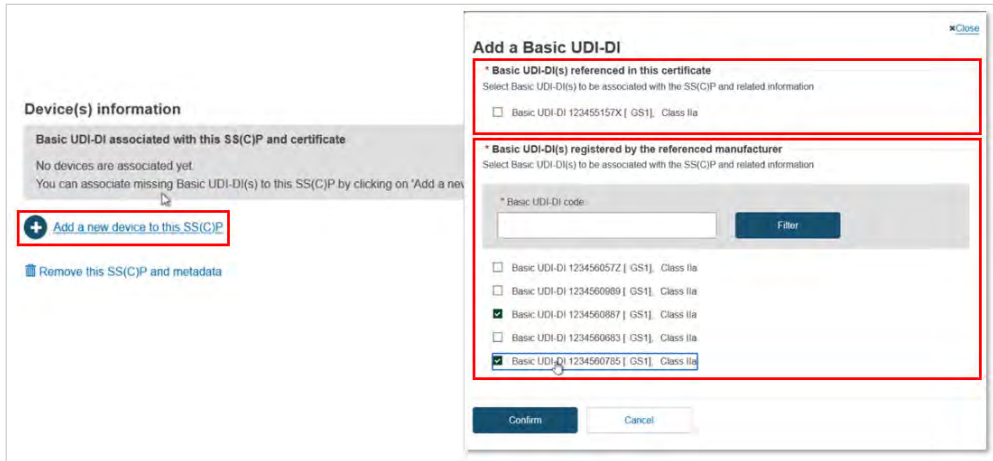 Device(s) information
Basic UDI-DI associated with this SS(C)P and certificate
No devices are associated yet.
You can associate missing Basic UDI-DI(s) to this SS(C)P by clicking on 'Add a new
Add a new device to this SS(C)P
Remove this SS(C)P and metadata
Close
Add a Basic UDI-DI
* Basic UDI-DI(s) referenced in this certificate
Select Basic UDI-DI(s) to be associated with the SS(C)P and related information
Basic UDI-DI 123455157X [ GS1], Class IIa
* Basic UDI-DI(s) registered by the referenced manufacturer
Select Basic UDI-DI(s) to be associated with the SS(C)P and related information
* Basic UDI-DI code:
Filter
Basic UDI-DI 123456057Z [ GS1], Class IIa
Basic UDI-DI 1234560989 [ GS1], Class IIa
Basic UDI-DI 1234560887 [ GS1], Class IIa
Basic UDI-DI 1234560683 [ GS1], Class IIa
Basic UDI-DI 1234560785 [ GS1], Class IIa
Confirm
Cancel